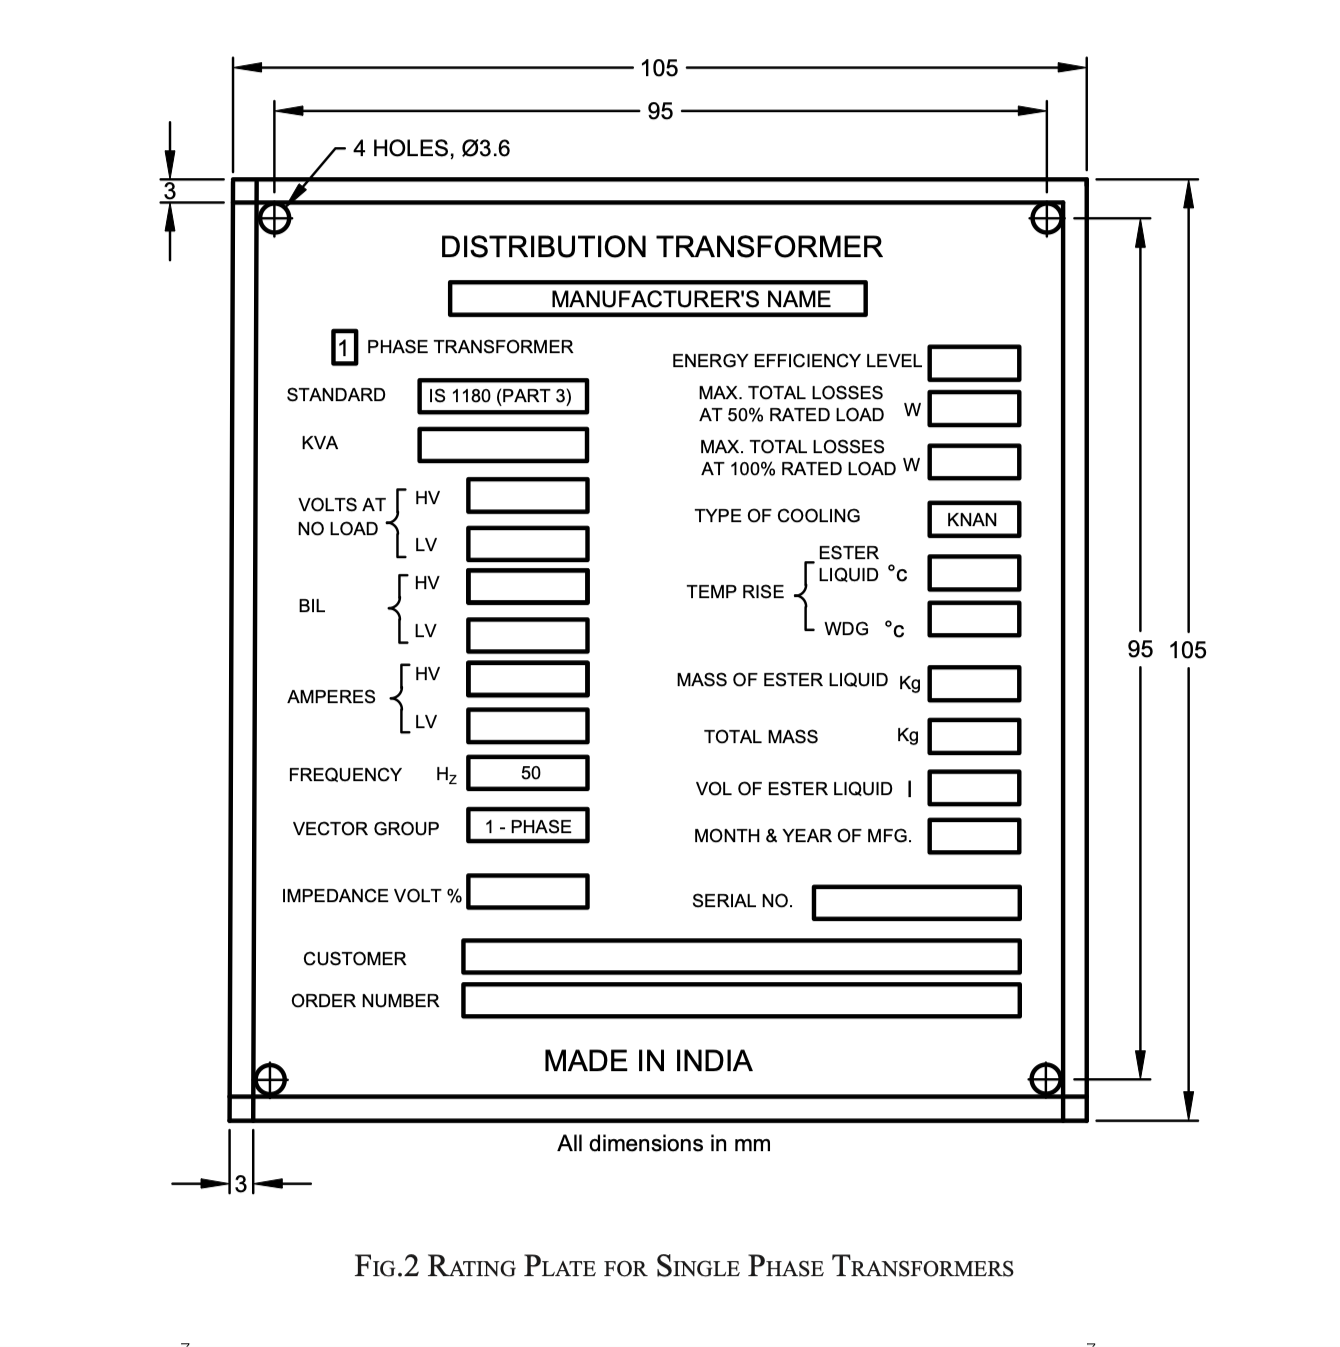 105
95
4 HOLES, Ø3.6
3
DISTRIBUTION TRANSFORMER
MANUFACTURER'S NAME
1 PHASE TRANSFORMER
STANDARD IS 1180 (PART 3)
KVA
VOLTS AT
NO LOAD
HV
LV
BIL
HV
LV
AMPERES
HV
LV
FREQUENCY Hz 50
VECTOR GROUP 1 - PHASE
IMPEDANCE VOLT %
ENERGY EFFICIENCY LEVEL
MAX. TOTAL LOSSES
AT 50% RATED LOAD W
MAX. TOTAL LOSSES
AT 100% RATED LOAD W
TYPE OF COOLING KNAN
TEMP RISE
ESTER
LIQUID °c
WDG °c
MASS OF ESTER LIQUID Kg
TOTAL MASS Kg
VOL OF ESTER LIQUID l
MONTH & YEAR OF MFG.
SERIAL NO.
CUSTOMER
ORDER NUMBER
MADE IN INDIA
95 105
All dimensions in mm
3
FIG.2 RATING PLATE FOR SINGLE PHASE TRANSFORMERS